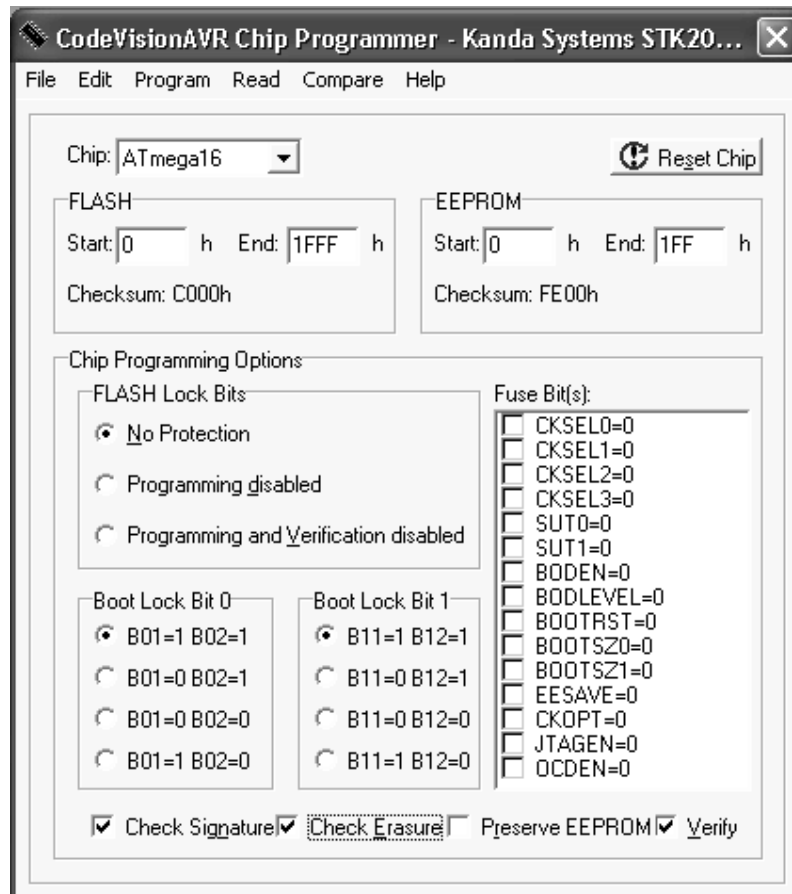 CodeVisionAVR Chip Programmer - Kanda Systems STK20...
File Edit Program Read Compare Help
Chip: ATmega16 Reset Chip
FLASH
Start: 0 h End: 1FFF h
Checksum: C000h
EEPROM
Start: 0 h End: 1FF h
Checksum: FE00h
Chip Programming Options
FLASH Lock Bits
No Protection
Programming disabled
Programming and Verification disabled
Boot Lock Bit 0
B01=1 B02=1
B01=0 B02=1
B01=0 B02=0
B01=1 B02=0
Boot Lock Bit 1
B11=1 B12=1
B11=0 B12=1
B11=0 B12=0
B11=1 B12=0
Fuse Bit(s):
CKSEL0=0
CKSEL1=0
CKSEL2=0
CKSEL3=0
SUT0=0
SUT1=0
BODEN=0
BODLEVEL=0
BOOTRST=0
BOOTSZ0=0
BOOTSZ1=0
EESAVE=0
CKOPT=0
JTAGEN=0
OCDEN=0
Check Signature Check Erasure Preserve EEPROM Verify